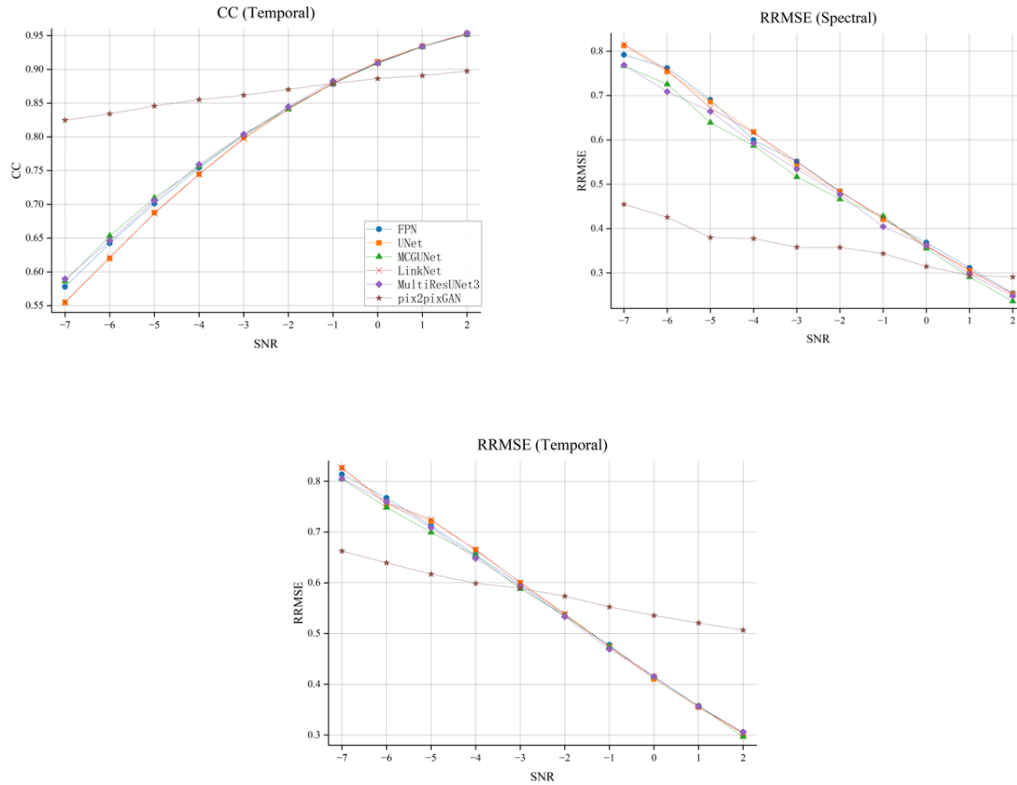 CC (Temporal)
0.95
0.90
0.85
0.80
0.75
0.70
0.65
0.60
0.55
CC
−7 −6 −5 −4 −3 −2 −1 0 1 2
SNR
FPN
UNet
MCGUNet
LinkNet
MultiResUNet3
pix2pixGAN
RRMSE (Spectral)
0.8
0.7
0.6
0.5
0.4
0.3
RRMSE
−7 −6 −5 −4 −3 −2 −1 0 1 2
SNR
RRMSE (Temporal)
0.8
0.7
0.6
0.5
0.4
0.3
RRMSE
−7 −6 −5 −4 −3 −2 −1 0 1 2
SNR